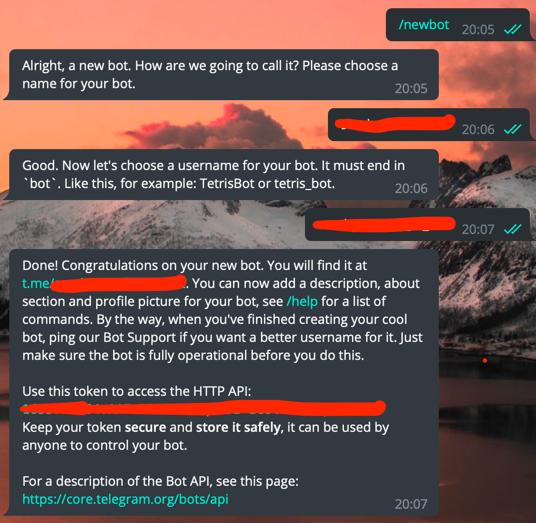 /newbot 20:05
Alright, a new bot. How are we going to call it? Please choose a
name for your bot. 20:05
20:06
Good. Now let's choose a username for your bot. It must end in
`bot`. Like this, for example: TetrisBot or tetris_bot. 20:06
20:07
Done! Congratulations on your new bot. You will find it at
t.me/ . You can now add a description, about
section and profile picture for your bot, see /help for a list of
commands. By the way, when you've finished creating your cool
bot, ping our Bot Support if you want a better username for it. Just
make sure the bot is fully operational before you do this.
Use this token to access the HTTP API:
Keep your token secure and store it safely, it can be used by
anyone to control your bot.
For a description of the Bot API, see this page:
https://core.telegram.org/bots/api 20:07